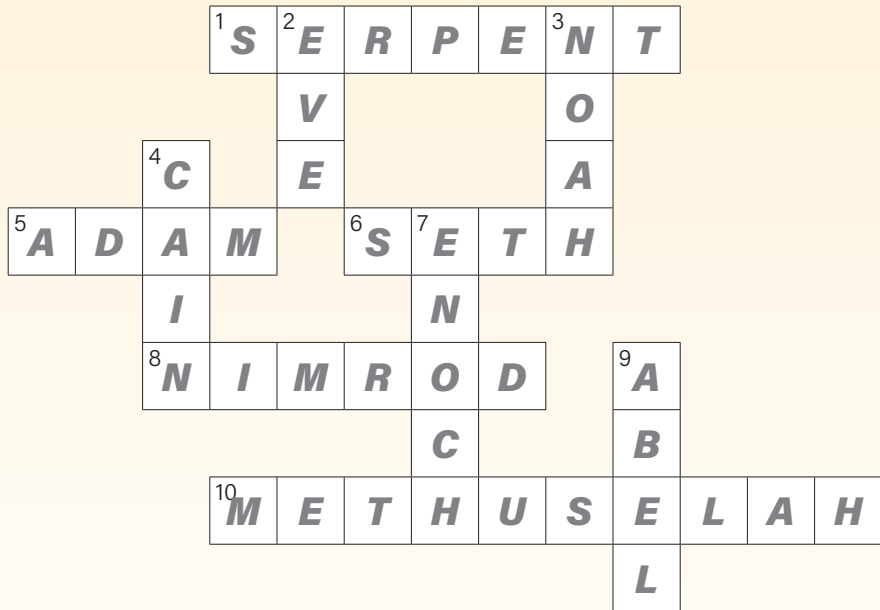 1 S 2 E R P E 3 N T
V O
4 C E A
5 A D A M 6 S 7 E T H
I N
8 N I M R O D 9 A
C B
10 M E T H U S E L A H
L